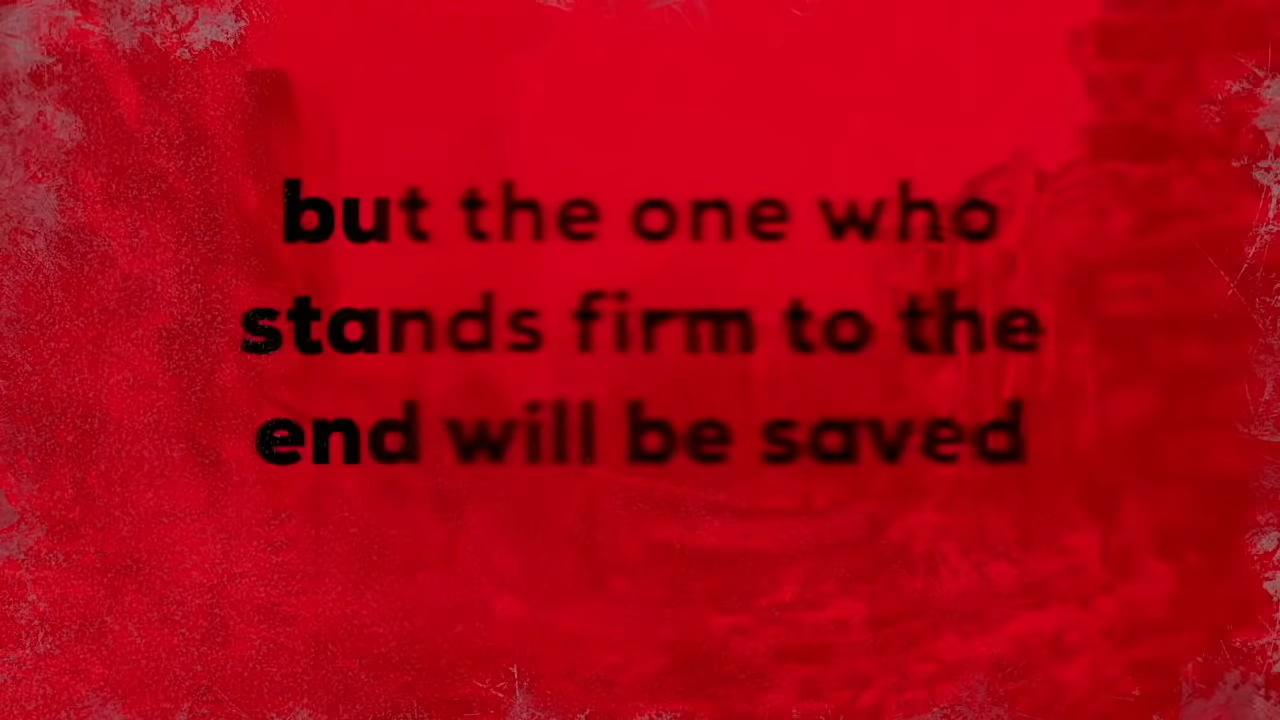 but the one who
stands firm to the
end will be saved